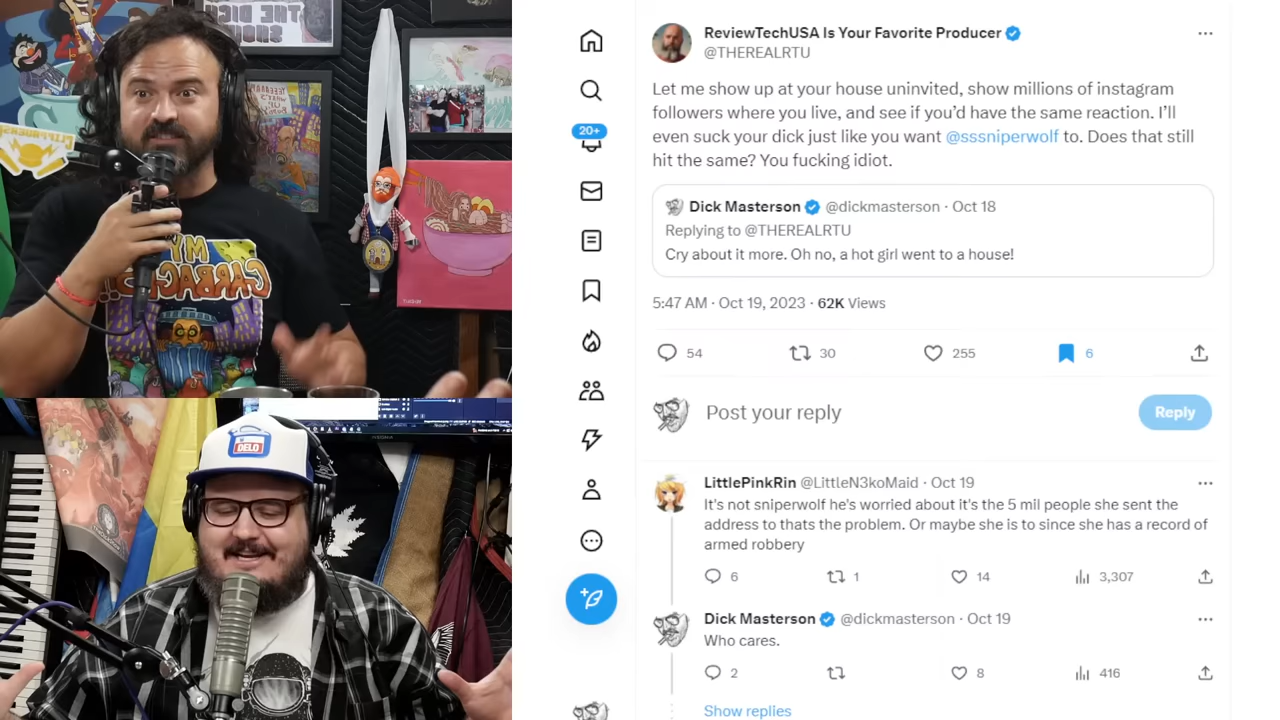 THE DICK
SHOW
MY
GARBAGE!
DELO
20+
ReviewTechUSA Is Your Favorite Producer
@THEREALRTU
Let me show up at your house uninvited, show millions of instagram
followers where you live, and see if you’d have the same reaction. I’ll
even suck your dick just like you want @sssniperwolf to. Does that still
hit the same? You fucking idiot.
Dick Masterson @dickmasterson · Oct 18
Replying to @THEREALRTU
Cry about it more. Oh no, a hot girl went to a house!
5:47 AM · Oct 19, 2023 · 62K Views
54 30 255 6
Post your reply
Reply
LittlePinkRin @LittleN3koMaid · Oct 19
It's not sniperwolf he's worried about it's the 5 mil people she sent the
address to thats the problem. Or maybe she is to since she has a record of
armed robbery
6 1 14 3,307
Dick Masterson @dickmasterson · Oct 19
Who cares.
2 8 416
Show replies